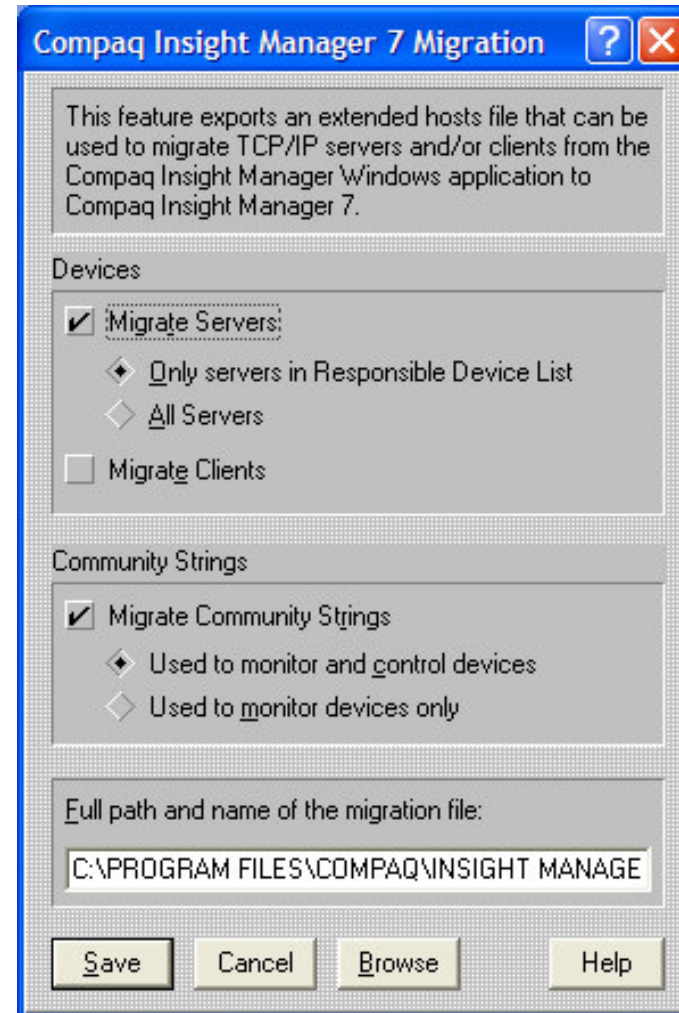 Compaq Insight Manager 7 Migration
This feature exports an extended hosts file that can be
used to migrate TCP/IP servers and/or clients from the
Compaq Insight Manager Windows application to
Compaq Insight Manager 7.
Devices
Migrate Servers
Only servers in Responsible Device List
All Servers
Migrate Clients
Community Strings
Migrate Community Strings
Used to monitor and control devices
Used to monitor devices only
Full path and name of the migration file:
C:\PROGRAM FILES\COMPAQ\INSIGHT MANAGE
Save Cancel Browse Help